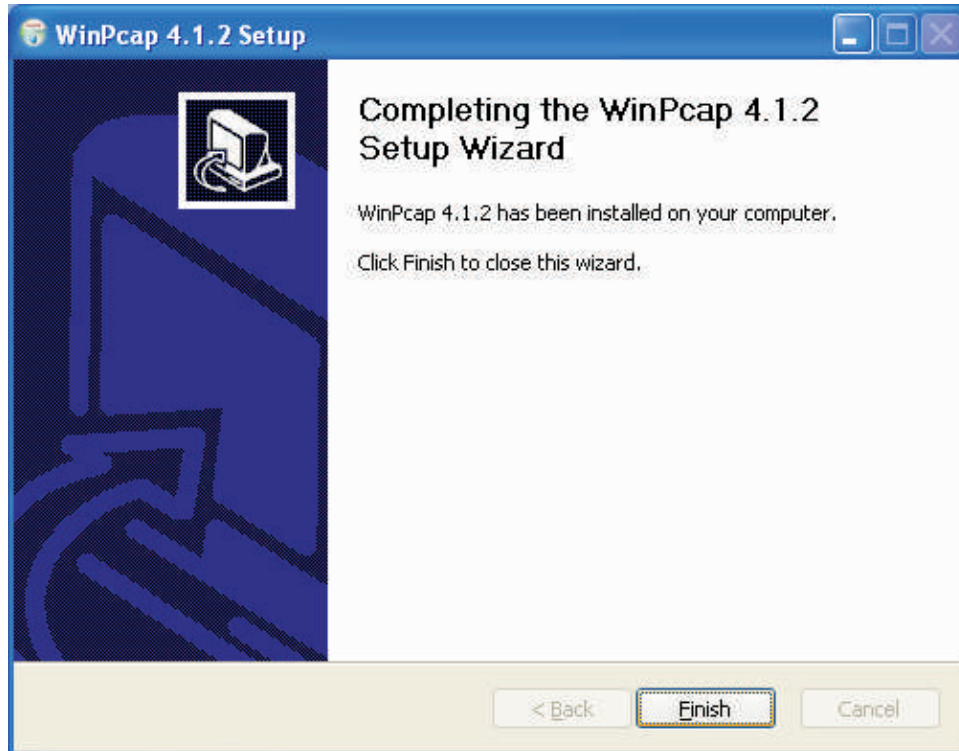 WinPcap 4.1.2 Setup
Completing the WinPcap 4.1.2
Setup Wizard
WinPcap 4.1.2 has been installed on your computer.
Click Finish to close this wizard.
< Back
Finish
Cancel